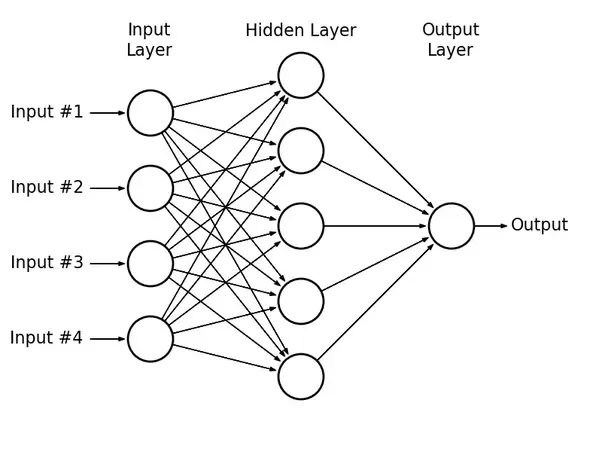 Input
Layer
Hidden Layer
Output
Layer
Input #1
Input #2
Input #3
Input #4
Output